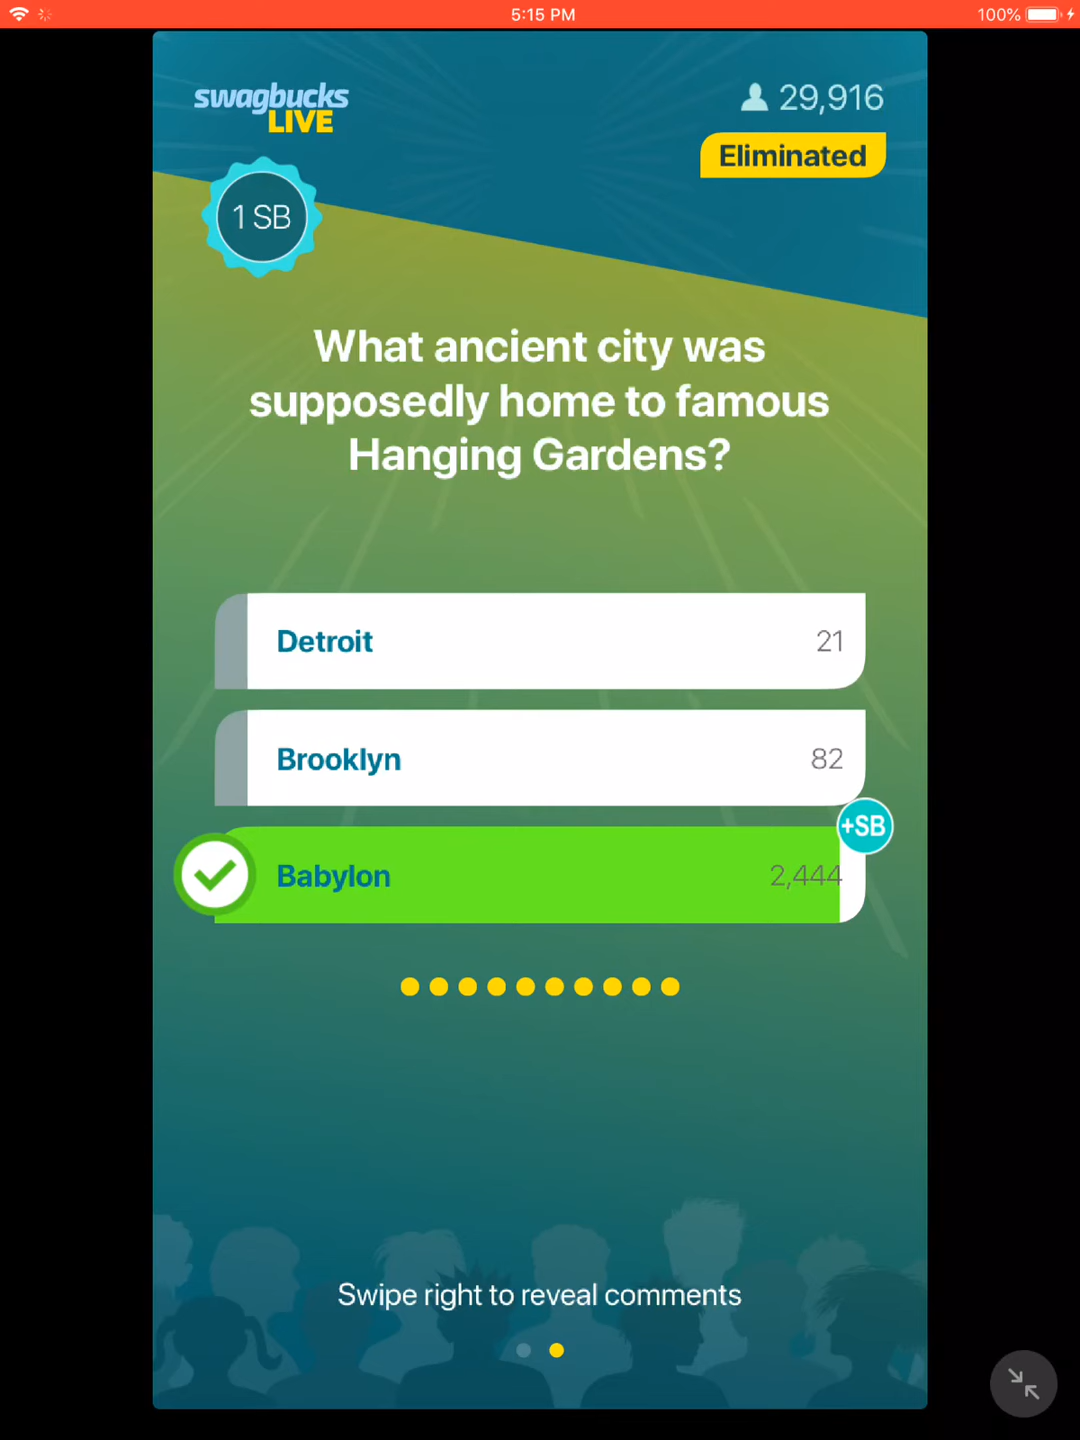 5:15 PM
100%
swagbucks
LIVE
29,916
Eliminated
1 SB
What ancient city was
supposedly home to famous
Hanging Gardens?
Detroit 21
Brooklyn 82
+SB
Babylon 2,444
Swipe right to reveal comments